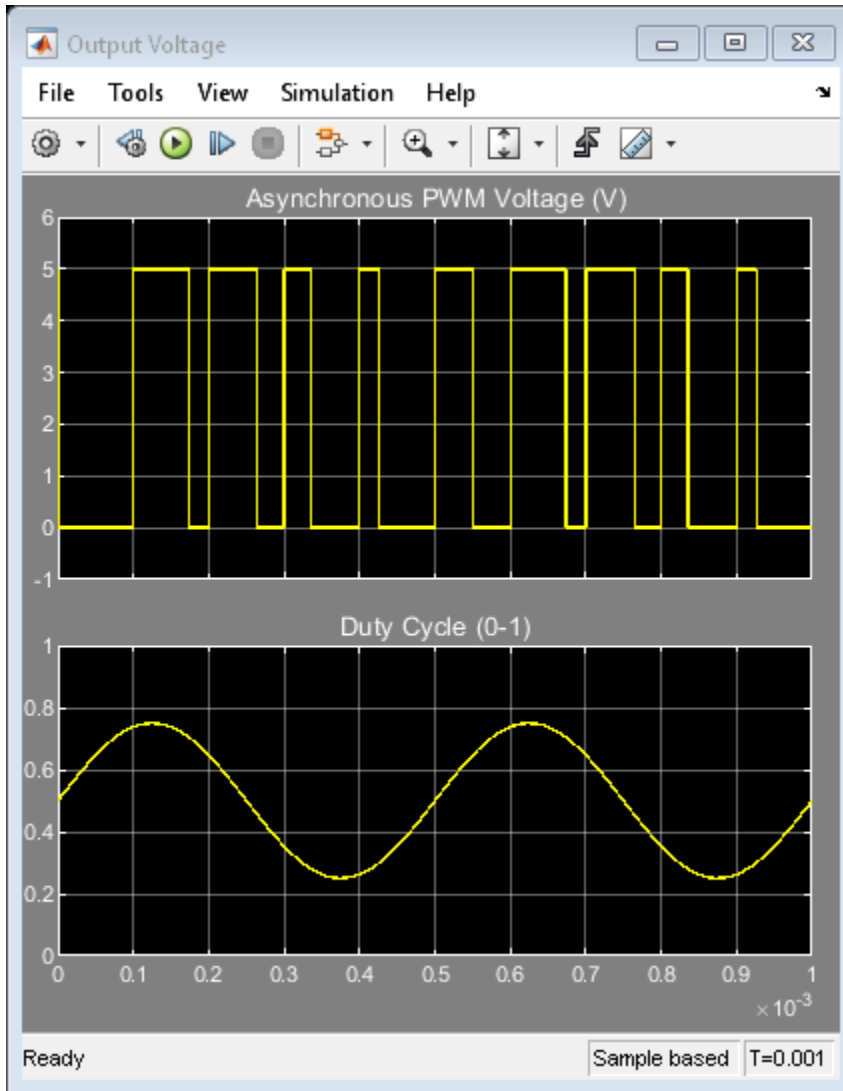 Output Voltage
File Tools View Simulation Help
Asynchronous PWM Voltage (V)
6
5
4
3
2
1
0
-1
Duty Cycle (0-1)
1
0.8
0.6
0.4
0.2
0
0 0.1 0.2 0.3 0.4 0.5 0.6 0.7 0.8 0.9 1
×10⁻³
Ready Sample based T=0.001